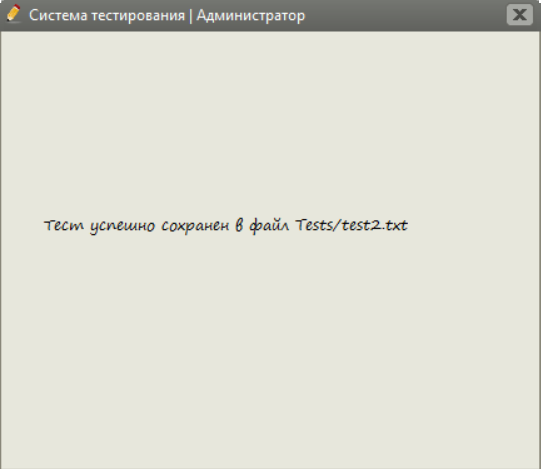 Система тестирования | Администратор
Тест успешно сохранен в файл Tests/test2.txt